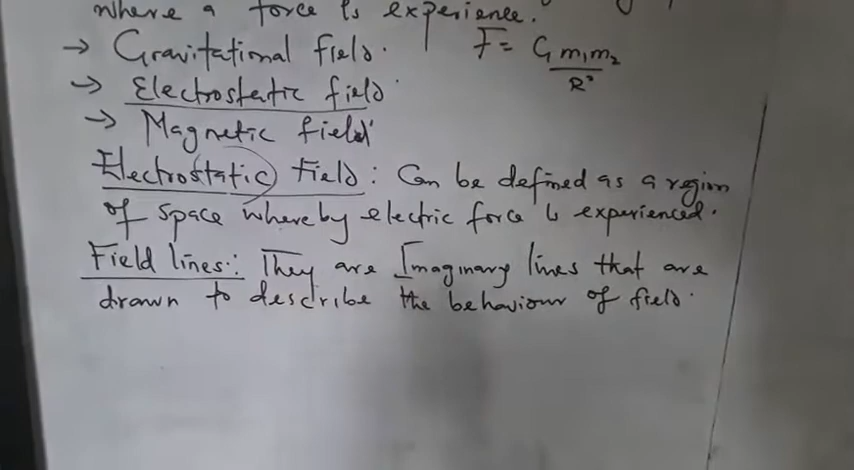 where a force is experience.
→ Gravitational field. F = G m₁m₂ / R²
→ Electrostatic field
→ Magnetic field
Electrostatic Field: Can be defined as a region
of space whereby electric force is experienced.
Field lines: They are Imaginary lines that are
drawn to describe the behaviour of field.